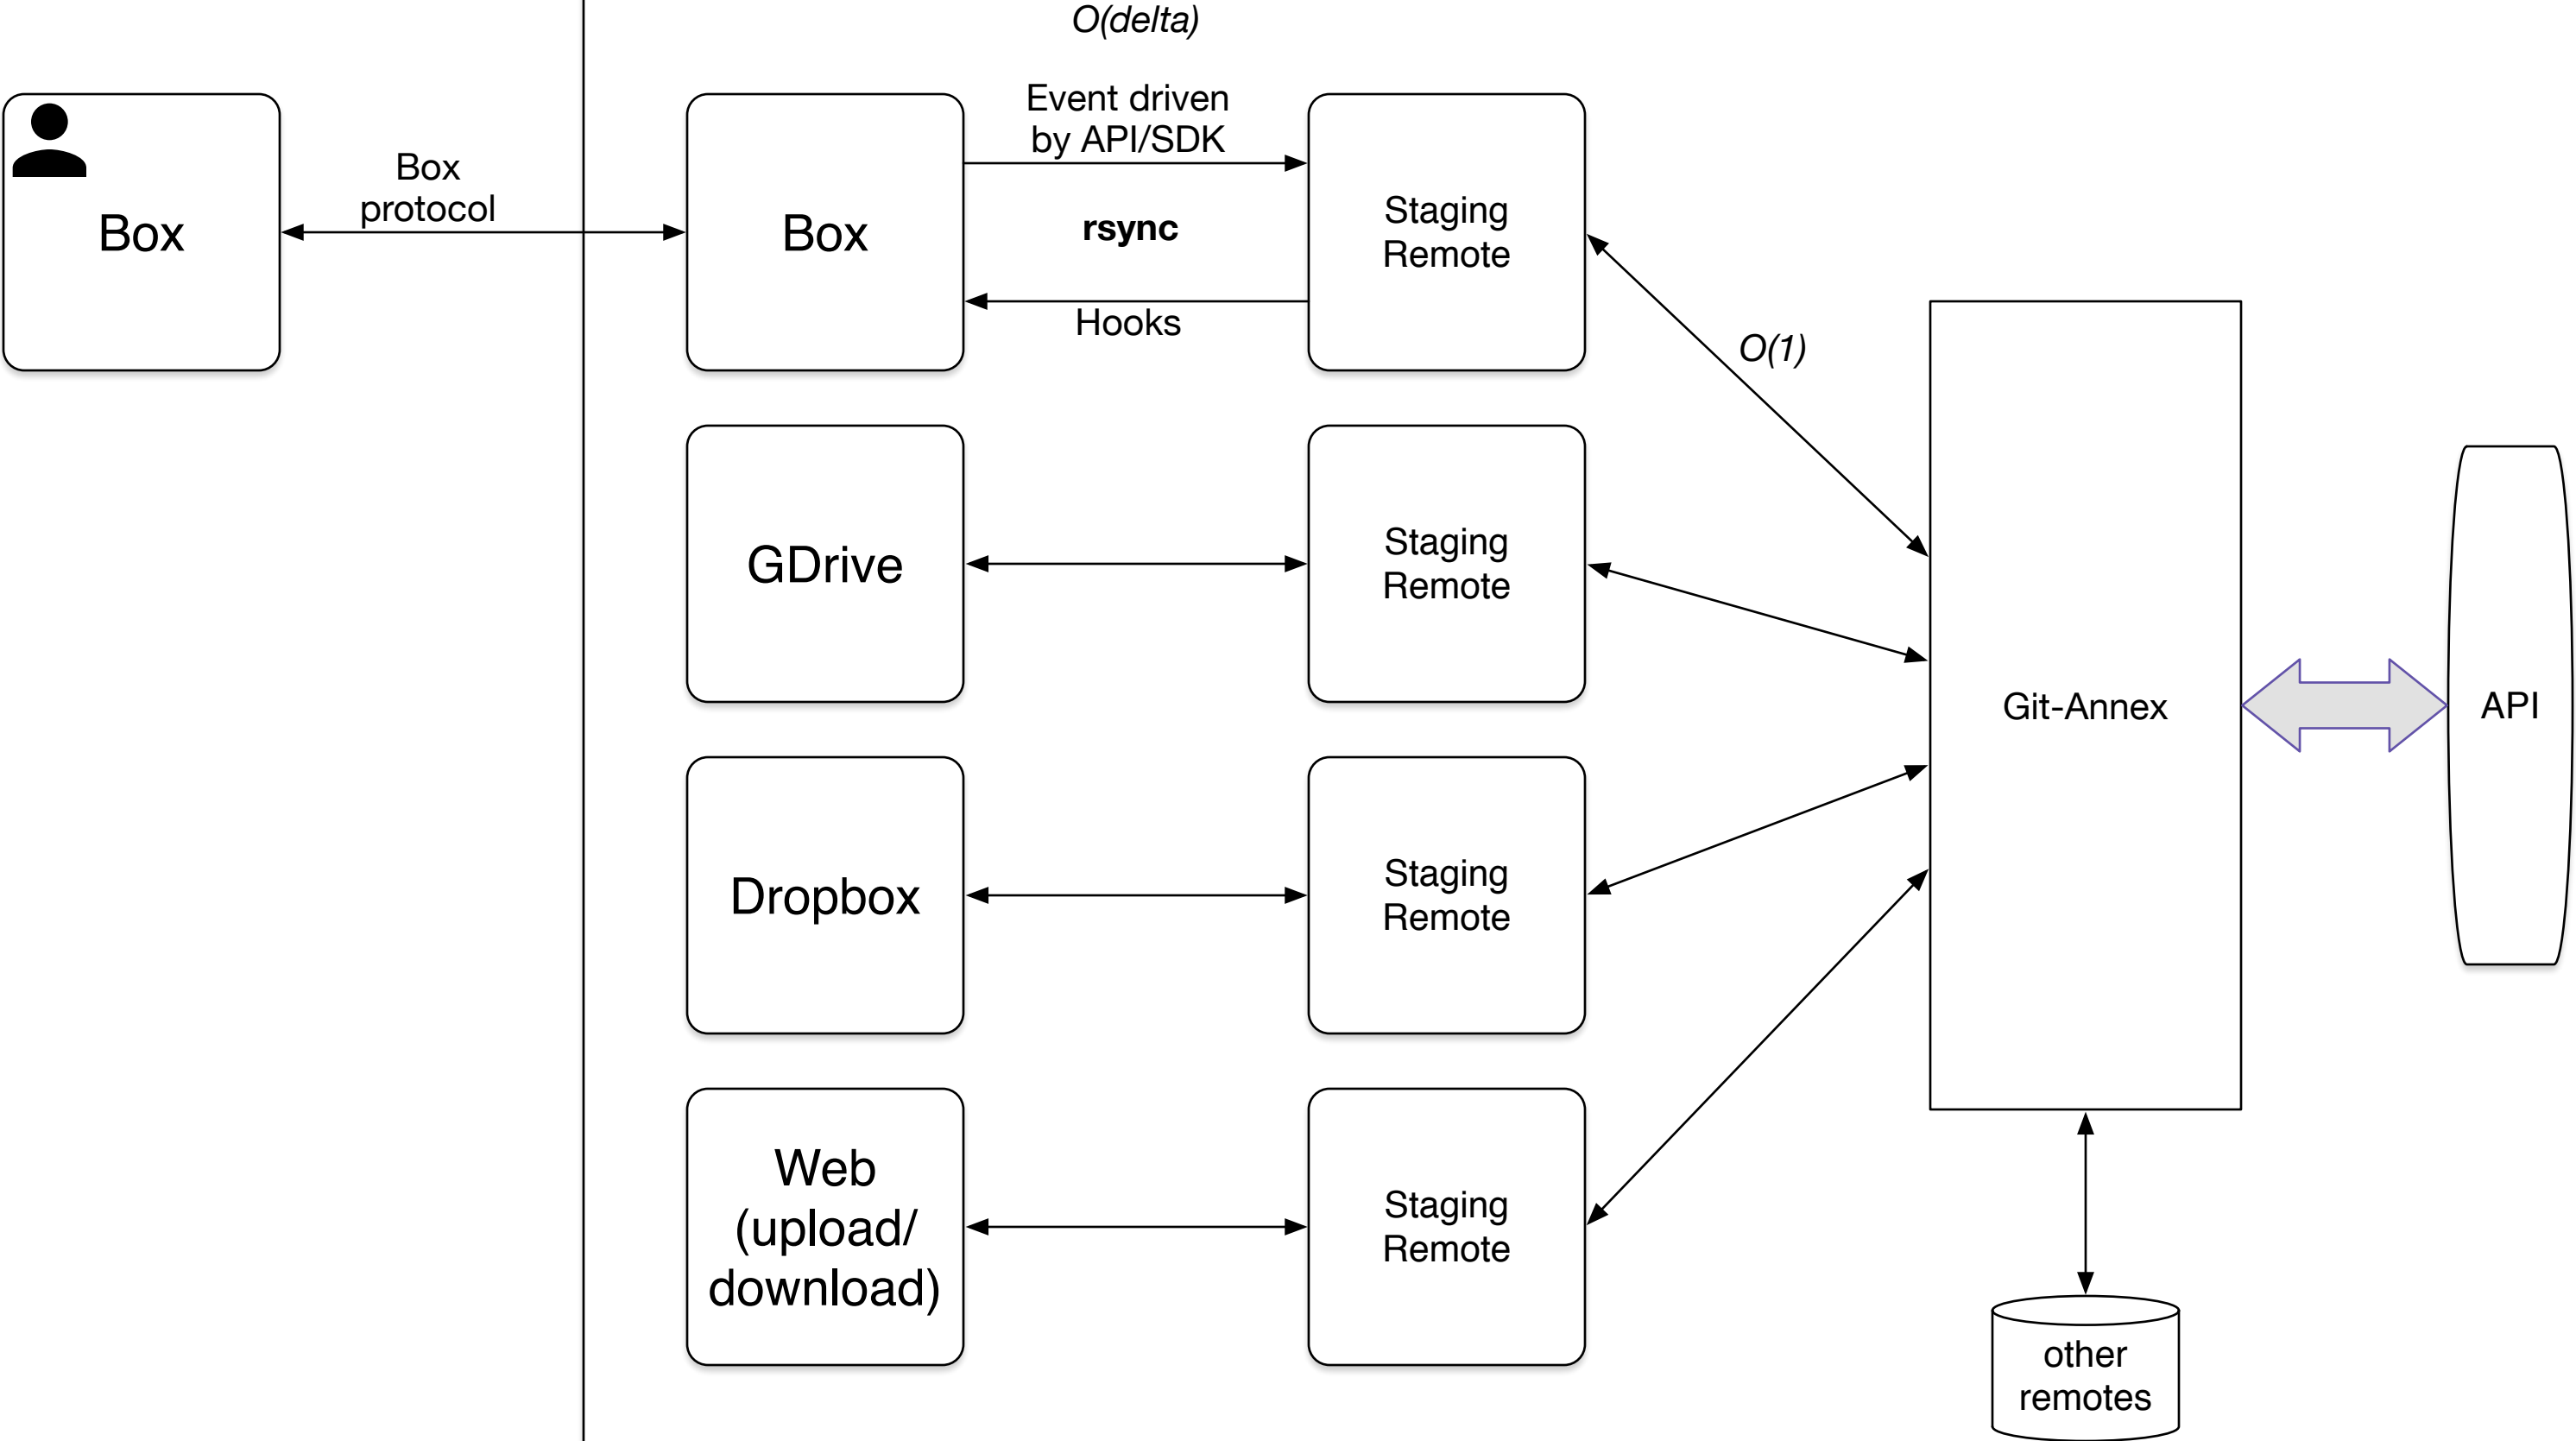 O(delta)
Event driven
by API/SDK
Box
protocol
Box
Box
rsync
Staging
Remote
Hooks
O(1)
GDrive
Staging
Remote
Git-Annex
API
Dropbox
Staging
Remote
Web
(upload/
download)
Staging
Remote
other
remotes